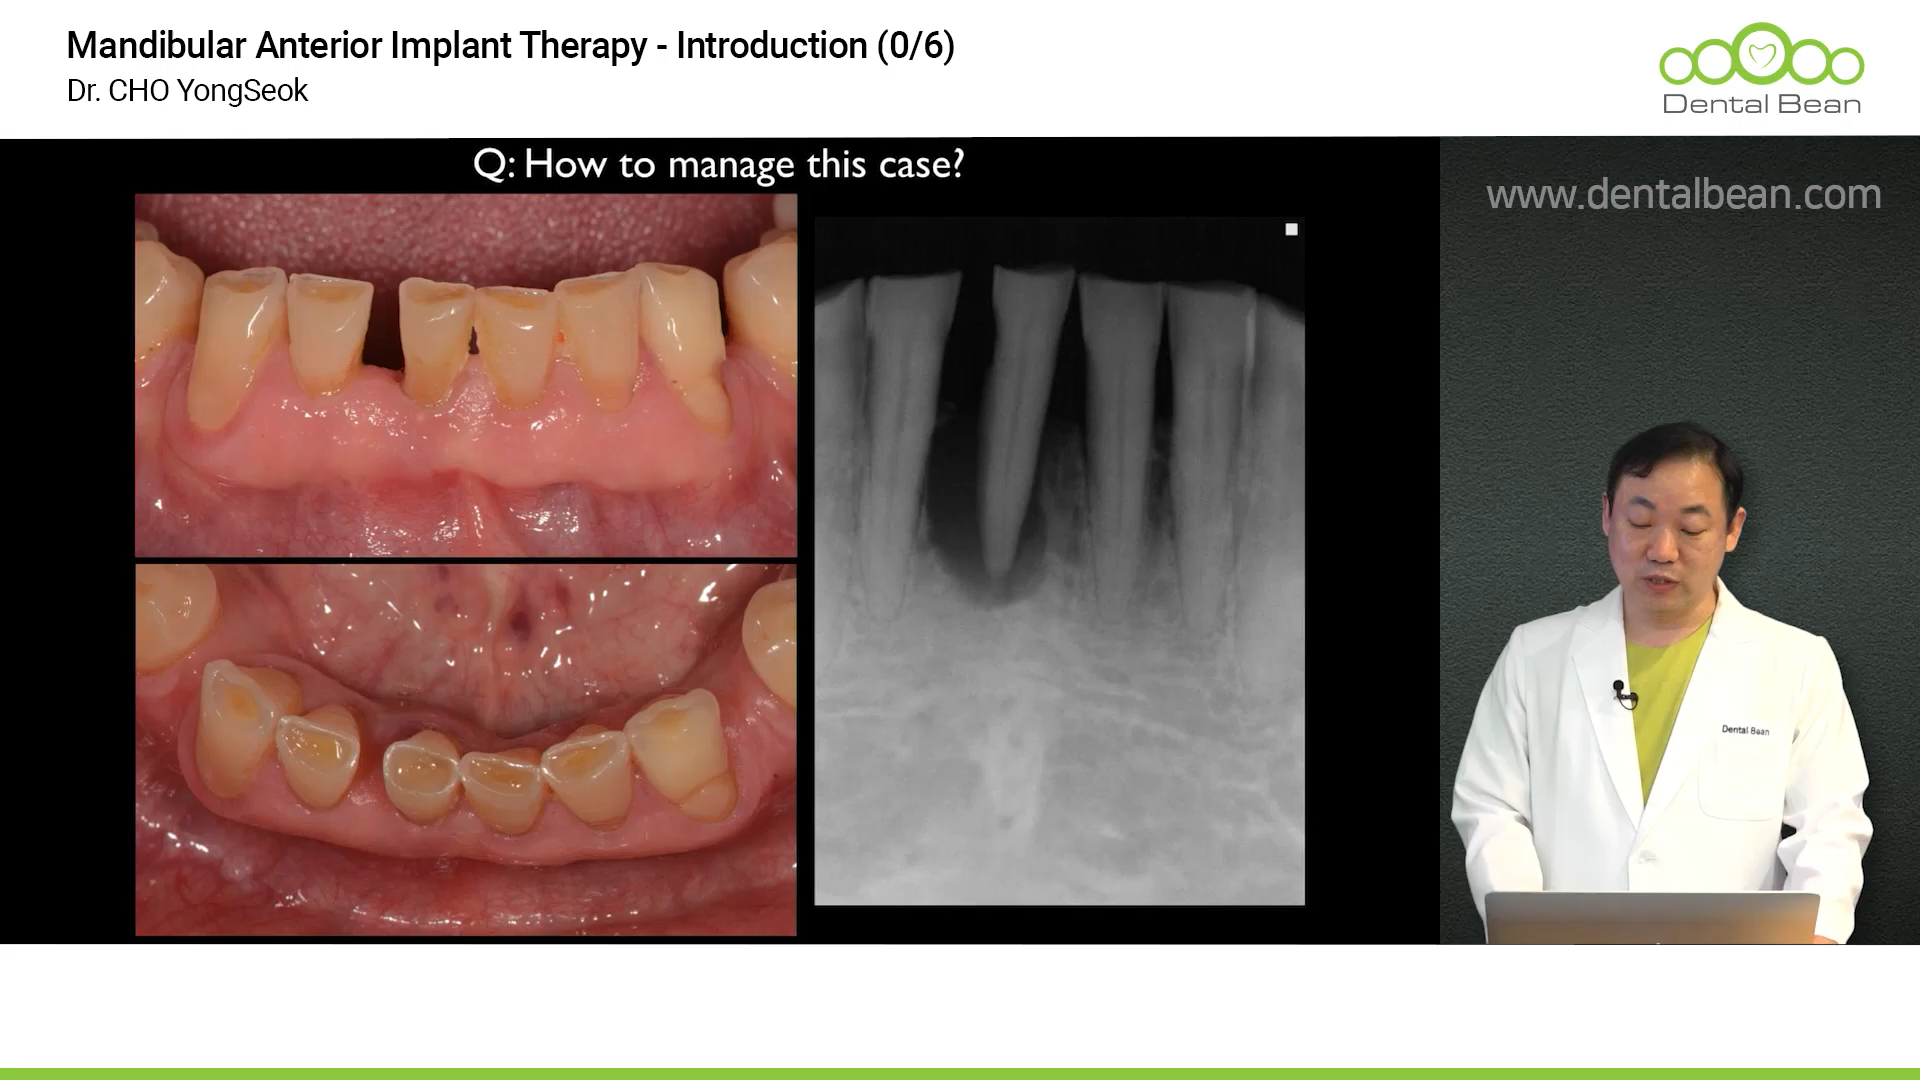 Mandibular Anterior Implant Therapy - Introduction (0/6)
Dr. CHO YongSeok
Dental Bean
Q: How to manage this case?
www.dentalbean.com
Dental Bean